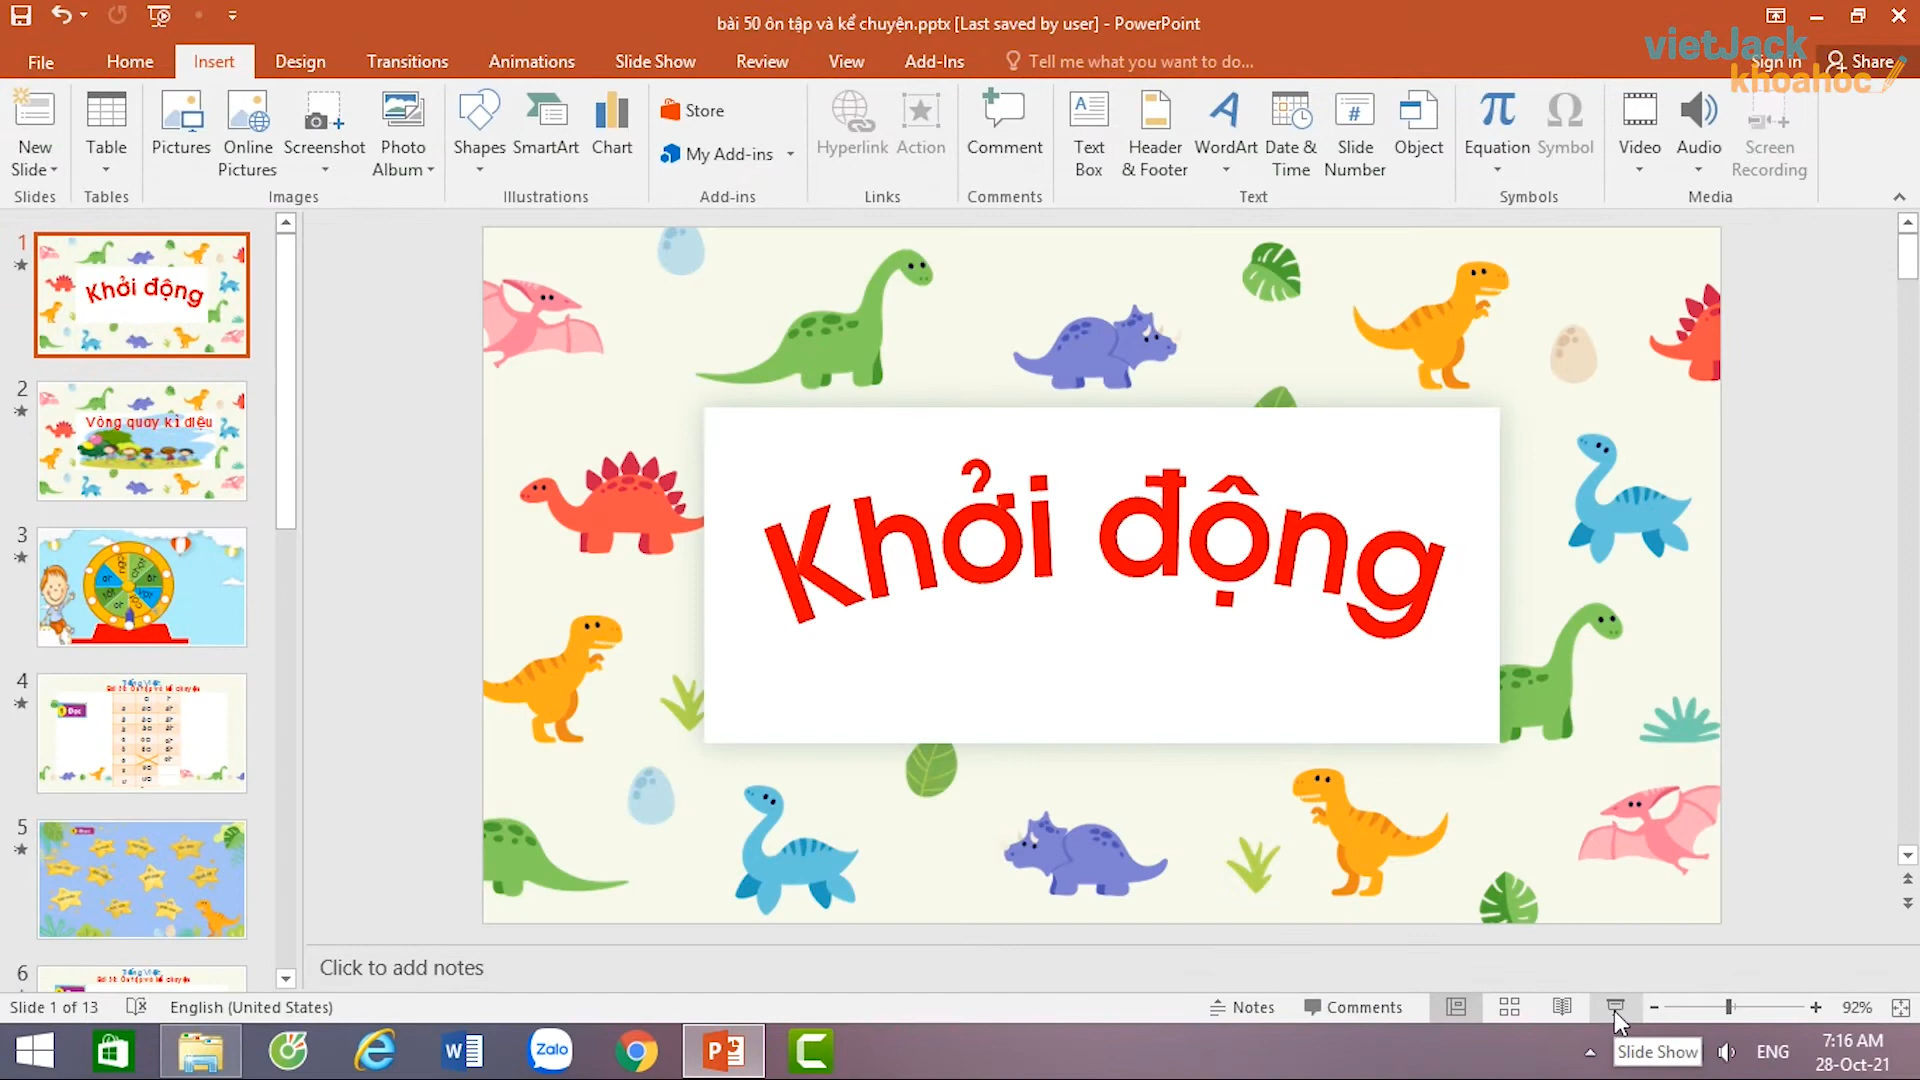 bài 50 ôn tập và kể chuyện.pptx [Last saved by user] - PowerPoint
vietJack
khoahoc
File Home Insert Design Transitions Animations Slide Show Review View Add-Ins Tell me what you want to do... Sign in Share
New Slide
Table
Pictures
Online Pictures
Screenshot
Photo Album
Shapes
SmartArt
Chart
Store
My Add-ins
Hyperlink
Action
Comment
Text Box
Header & Footer
WordArt
Date & Time
Slide Number
Object
Equation
Symbol
Video
Audio
Screen Recording
Slides Tables Images Illustrations Add-ins Links Comments Text Symbols Media
1
Khởi động
2
Vòng quay kì diệu
3
4
Tiếng Việt
Đọc
5
6
Tiếng Việt
Khởi động
Click to add notes
Slide 1 of 13 English (United States) Notes Comments 92%
Slide Show
Zalo
ENG
7:16 AM
28-Oct-21